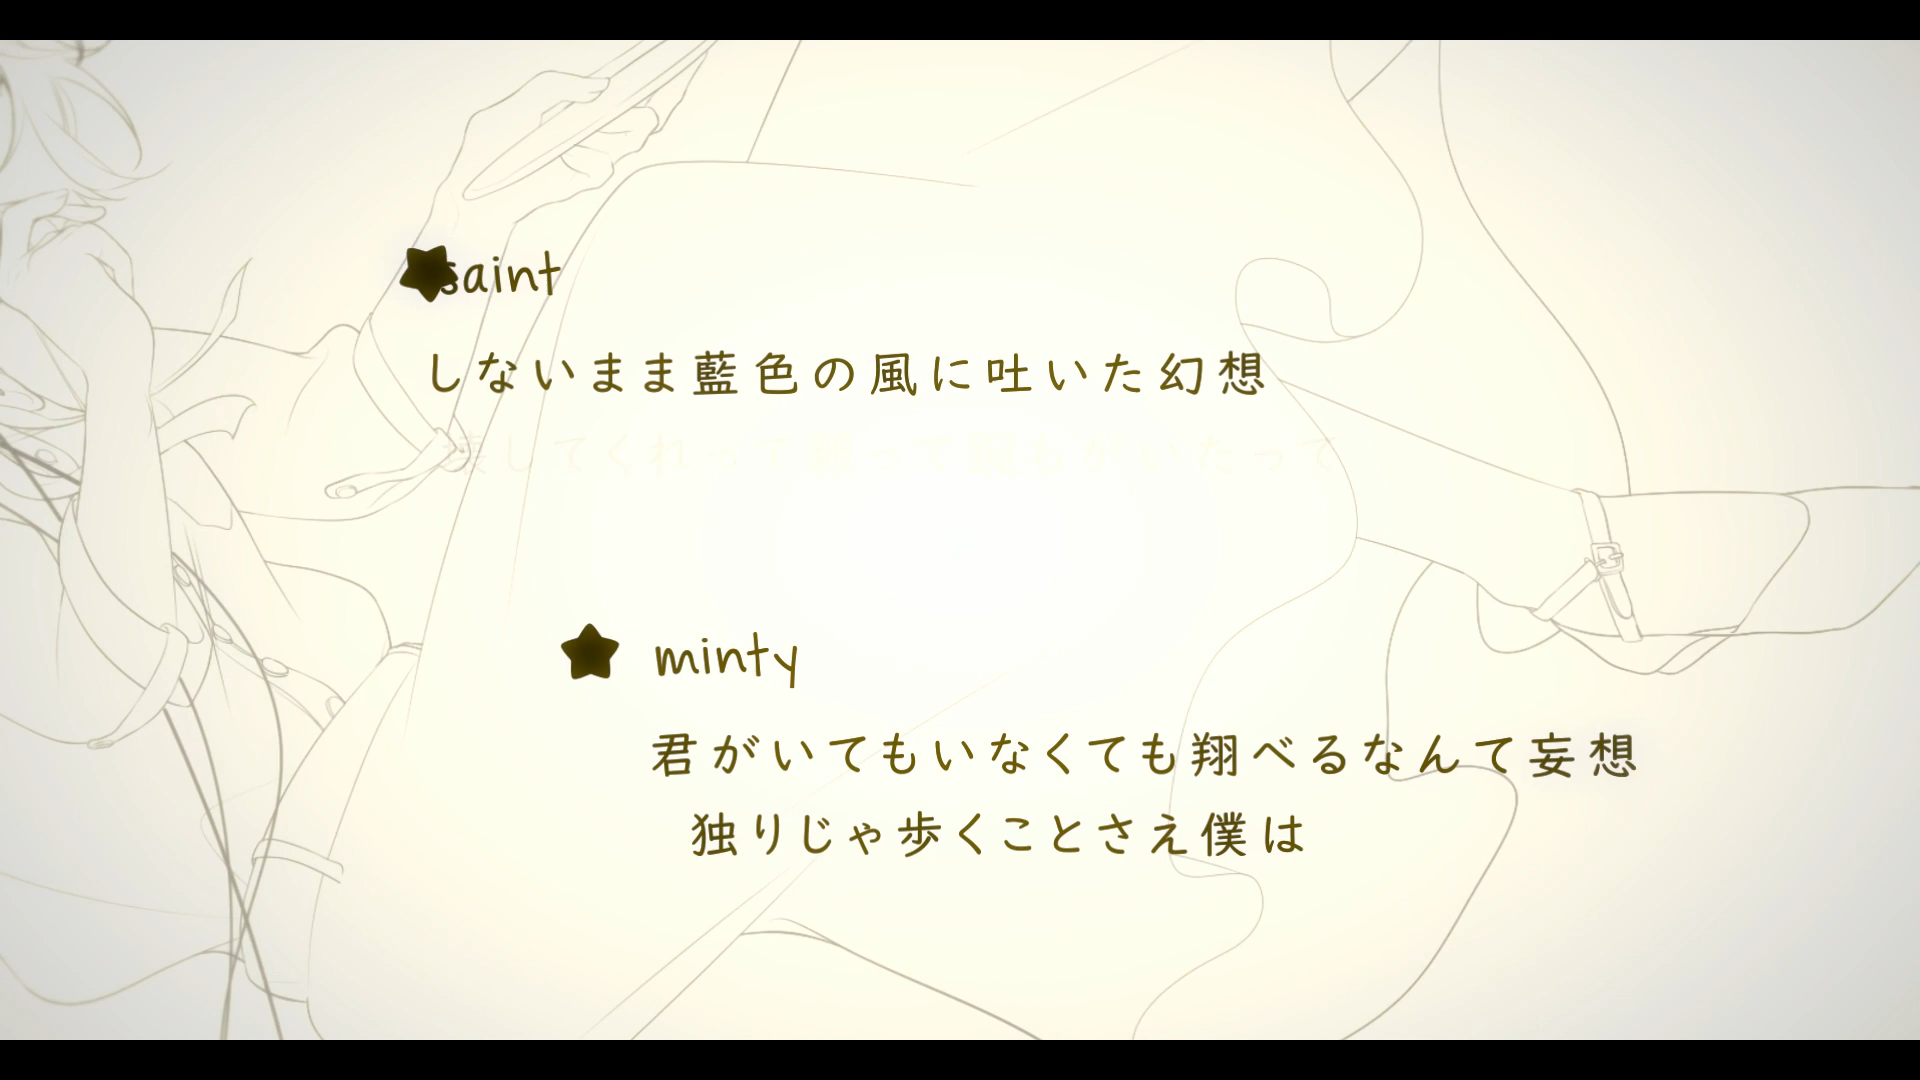 saint
しないまま藍色の風に吐いた幻想
minty
君がいてもいなくても翔べるなんて妄想
独りじゃ歩くことさえ僕は